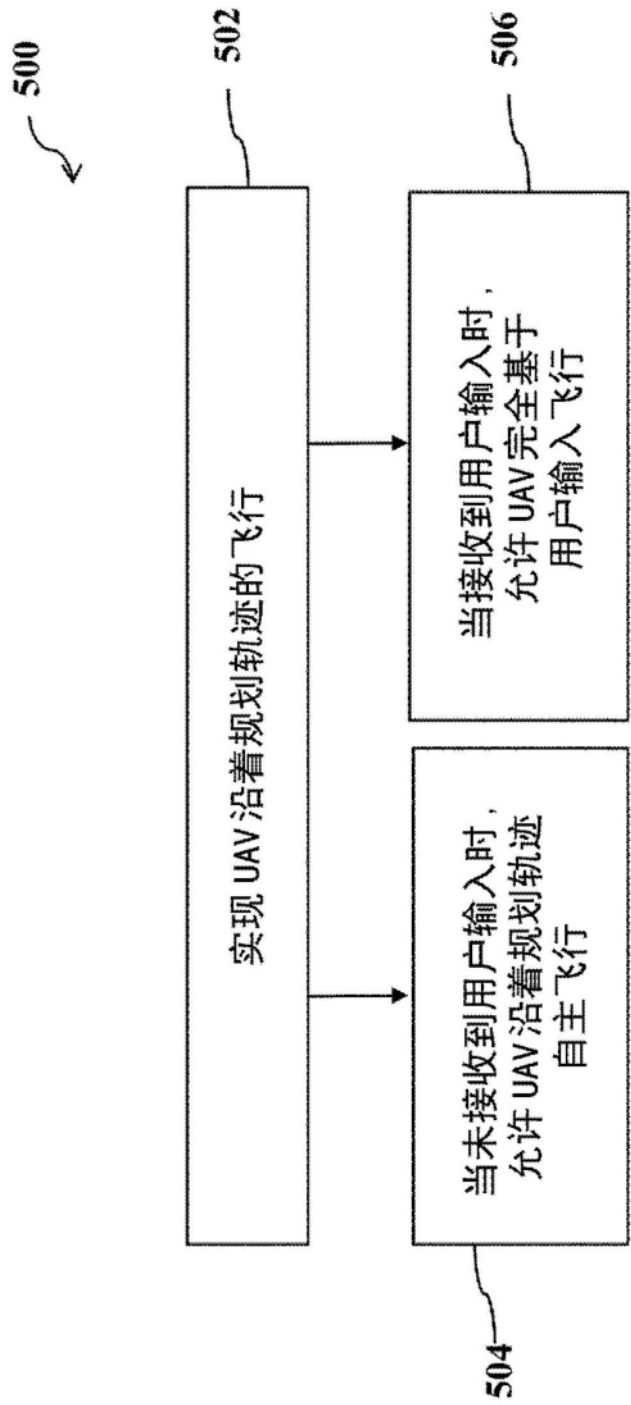 500
502
实现 UAV 沿着规划轨迹的飞行
当未接收到用户输入时，
允许 UAV 沿着规划轨迹
自主飞行
504
当接收到用户输入时，
允许 UAV 完全基于
用户输入飞行
506